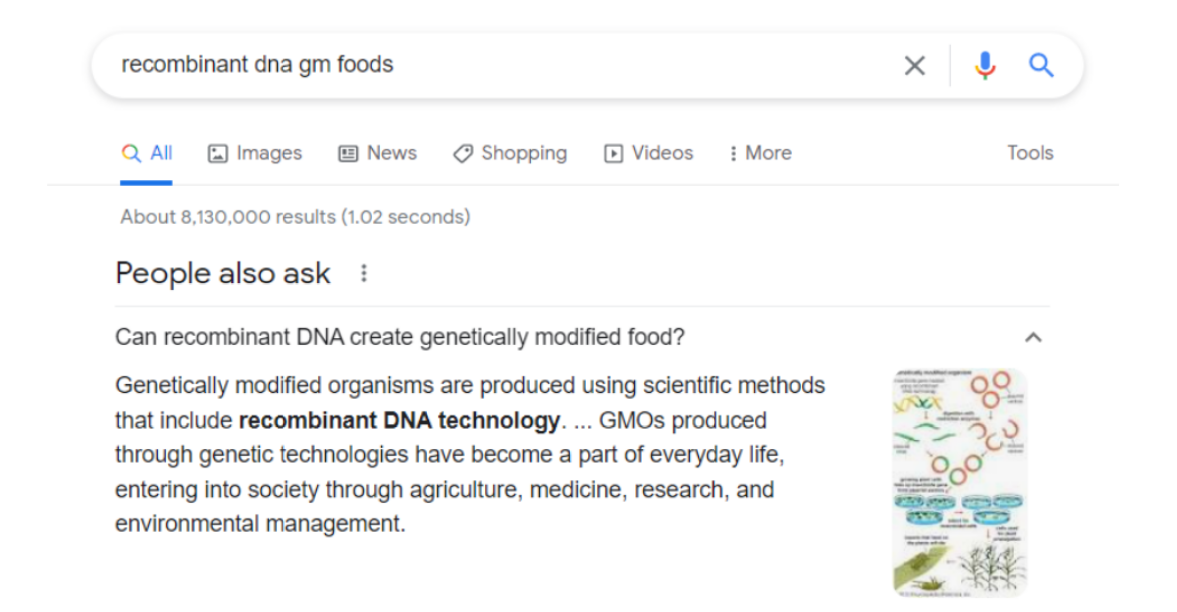 recombinant dna gm foods
All Images News Shopping Videos More Tools
About 8,130,000 results (1.02 seconds)
People also ask
Can recombinant DNA create genetically modified food?
Genetically modified organisms are produced using scientific methods
that include recombinant DNA technology. ... GMOs produced
through genetic technologies have become a part of everyday life,
entering into society through agriculture, medicine, research, and
environmental management.
genetically modified organism